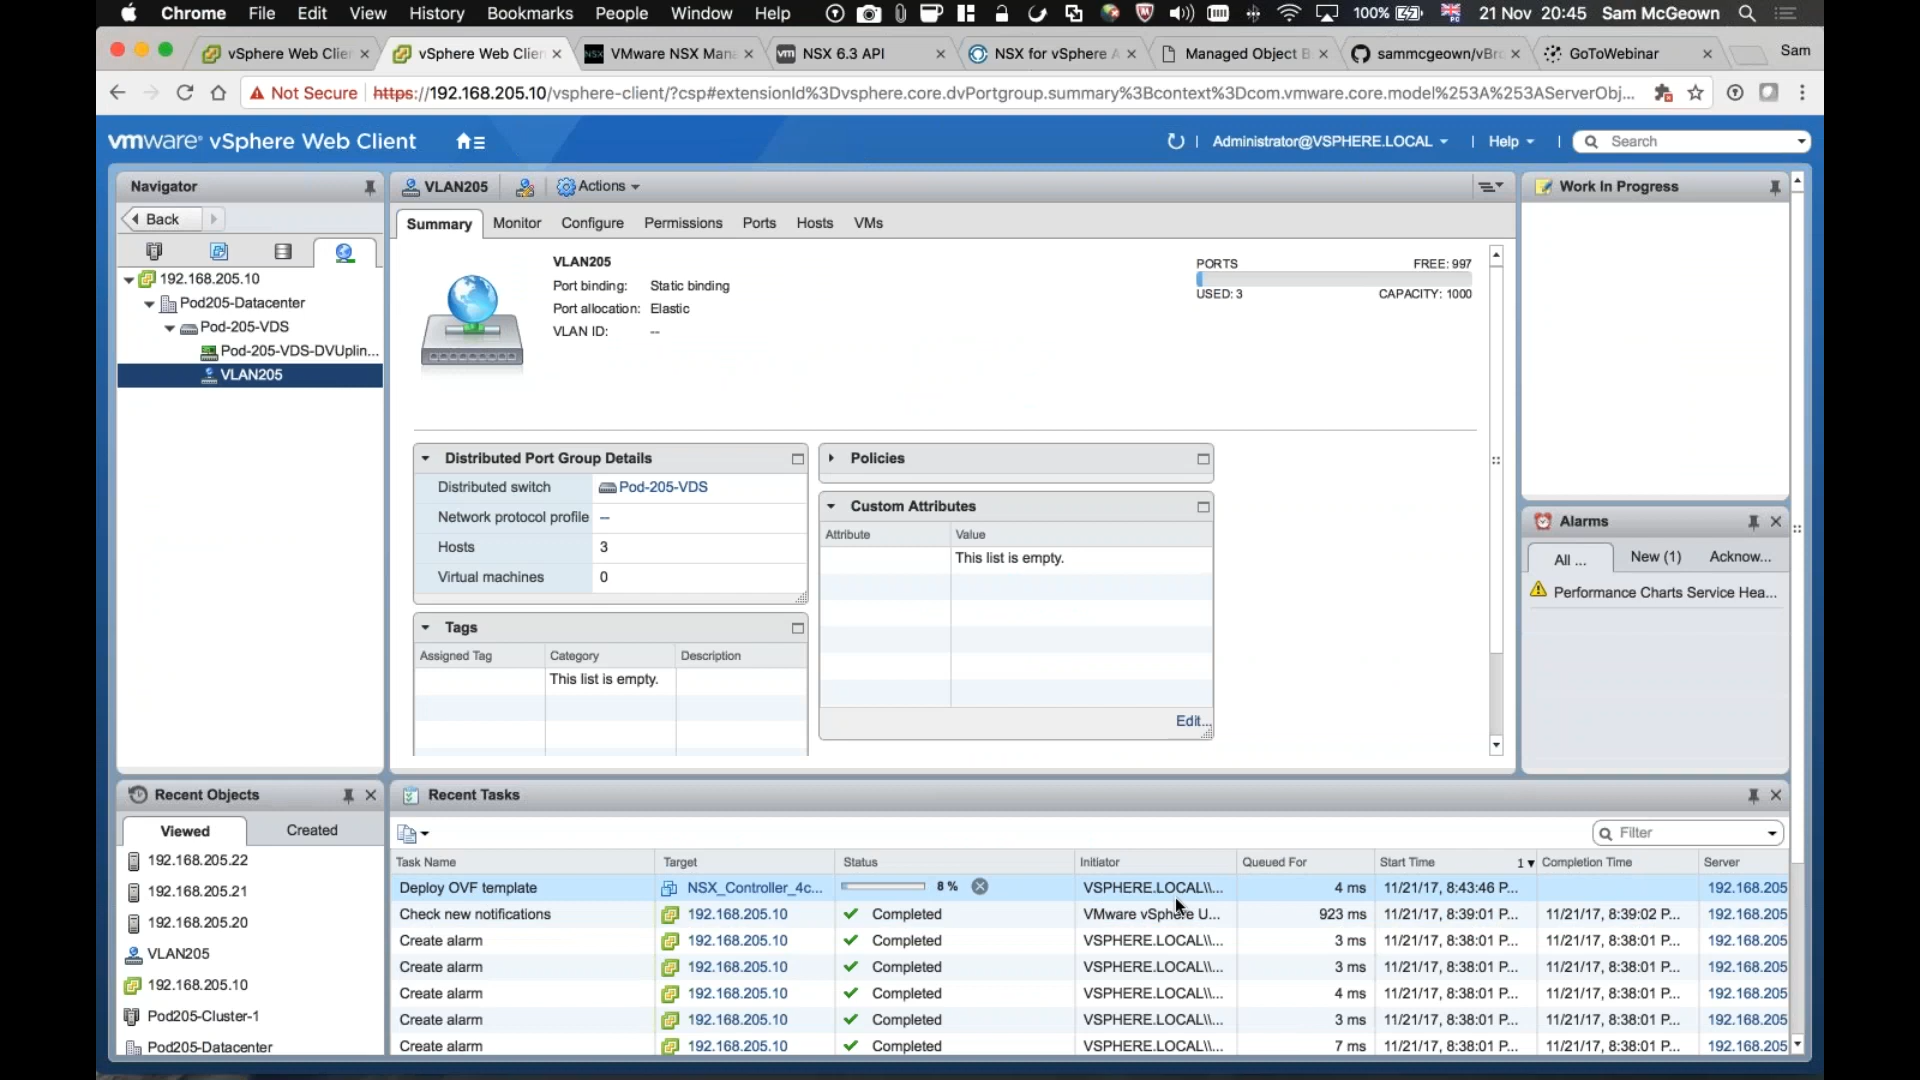 Chrome File Edit View History Bookmarks People Window Help 100% 21 Nov 20:45 Sam McGeown
vSphere Web Clien vSphere Web Clien VMware NSX Mana NSX 6.3 API NSX for vSphere A Managed Object B sammcgeown/vBro GoToWebinar Sam
Not Secure https://192.168.205.10/vsphere-client/?csp#extensionId%3Dvsphere.core.dvPortgroup.summary%3Bcontext%3Dcom.vmware.core.model%253A%253AServerObj...
vmware® vSphere Web Client Administrator@VSPHERE.LOCAL Help Search
Navigator
Back
192.168.205.10
Pod205-Datacenter
Pod-205-VDS
Pod-205-VDS-DVUplin...
VLAN205
VLAN205 Actions
Summary Monitor Configure Permissions Ports Hosts VMs
VLAN205
Port binding: Static binding
Port allocation: Elastic
VLAN ID: --
PORTS FREE: 997
USED: 3 CAPACITY: 1000
Distributed Port Group Details
Distributed switch Pod-205-VDS
Network protocol profile --
Hosts 3
Virtual machines 0
Tags
Assigned Tag Category Description
This list is empty.
Policies
Custom Attributes
Attribute Value
This list is empty.
Edit...
Work In Progress
Alarms
All ... New (1) Acknow...
Performance Charts Service Hea...
Recent Objects
Viewed Created
192.168.205.22
192.168.205.21
192.168.205.20
VLAN205
192.168.205.10
Pod205-Cluster-1
Pod205-Datacenter
Recent Tasks
Filter
Task Name Target Status Initiator Queued For Start Time 1 Completion Time Server
Deploy OVF template NSX_Controller_4c... 8 % VSPHERE.LOCAL\\... 4 ms 11/21/17, 8:43:46 P... 192.168.205
Check new notifications 192.168.205.10 Completed VMware vSphere U... 923 ms 11/21/17, 8:39:01 P... 11/21/17, 8:39:02 P... 192.168.205
Create alarm 192.168.205.10 Completed VSPHERE.LOCAL\\... 3 ms 11/21/17, 8:38:01 P... 11/21/17, 8:38:01 P... 192.168.205
Create alarm 192.168.205.10 Completed VSPHERE.LOCAL\\... 3 ms 11/21/17, 8:38:01 P... 11/21/17, 8:38:01 P... 192.168.205
Create alarm 192.168.205.10 Completed VSPHERE.LOCAL\\... 4 ms 11/21/17, 8:38:01 P... 11/21/17, 8:38:01 P... 192.168.205
Create alarm 192.168.205.10 Completed VSPHERE.LOCAL\\... 3 ms 11/21/17, 8:38:01 P... 11/21/17, 8:38:01 P... 192.168.205
Create alarm 192.168.205.10 Completed VSPHERE.LOCAL\\... 7 ms 11/21/17, 8:38:01 P... 11/21/17, 8:38:01 P... 192.168.205